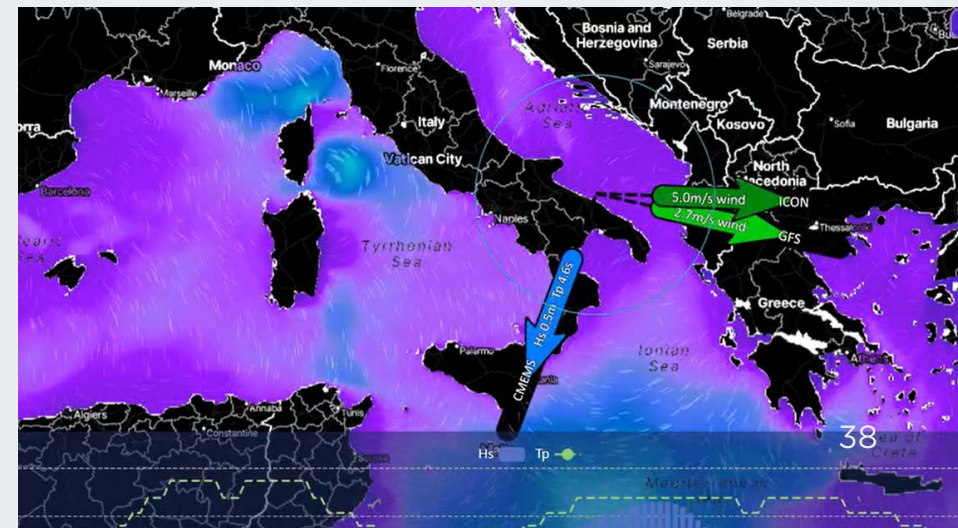 Belgrade
Bosnia and
Herzegovina
Serbia
Sarajevo
Monaco
Florence
Marseille
Adriatic
Sea
Montenegro
Kosovo
Sofia
Bulgaria
Italy
Vatican City
North
Macedonia
Barcelona
5.0m/s wind
ICON
2.7m/s wind
GFS
Naples
Thessaloniki
Tyrrhenian
Sea
Hs 0.5m Tp 4.6s
CMEMS
Greece
Palermo
Ionian
Sea
Algiers
Annaba
Tunis
Constantine
38
Hs
Tp
Sea of
Crete
Mediterranean